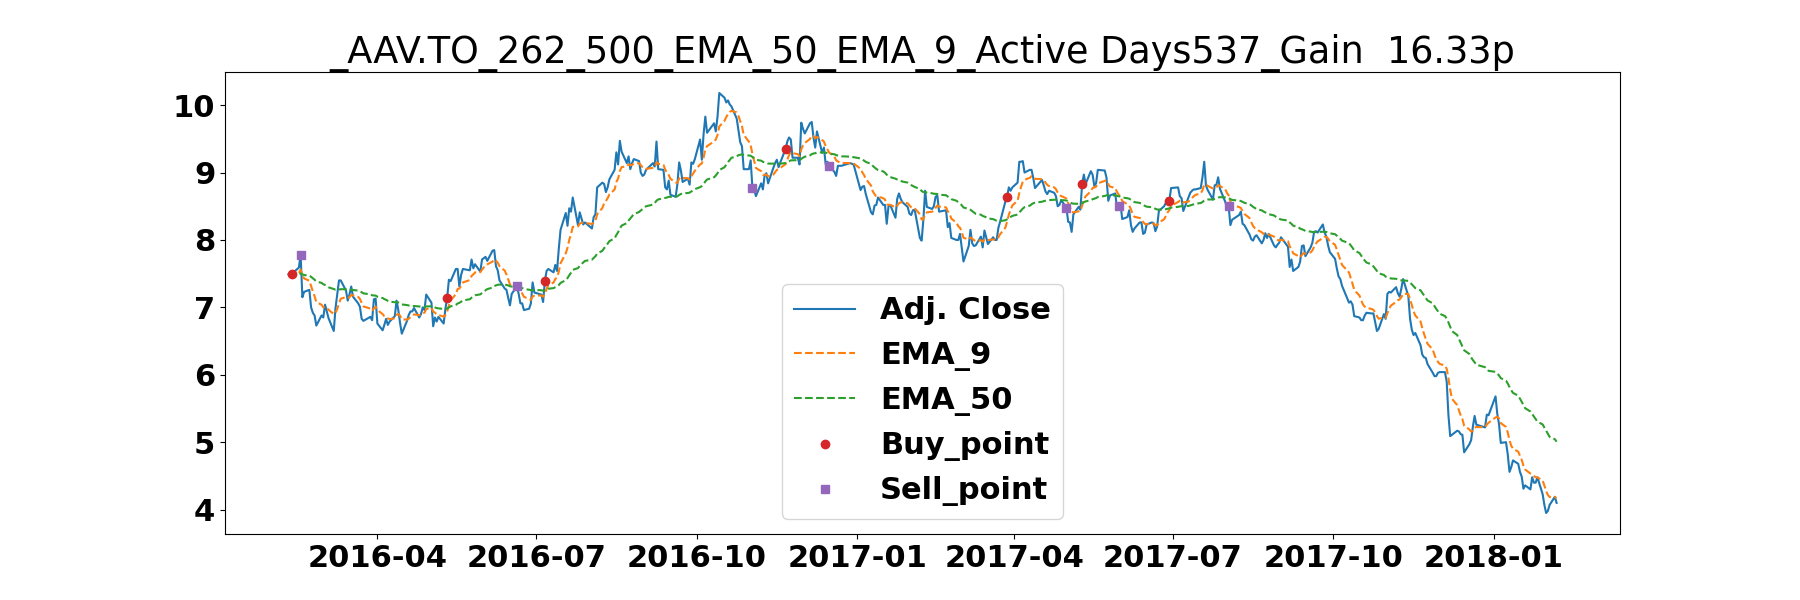 _AAV.TO_262_500_EMA_50_EMA_9_Active Days537_Gain  16.33p
10
9
8
7
6
5
4
Adj. Close
EMA_9
EMA_50
Buy_point
Sell_point
2016-04 2016-07 2016-10 2017-01 2017-04 2017-07 2017-10 2018-01